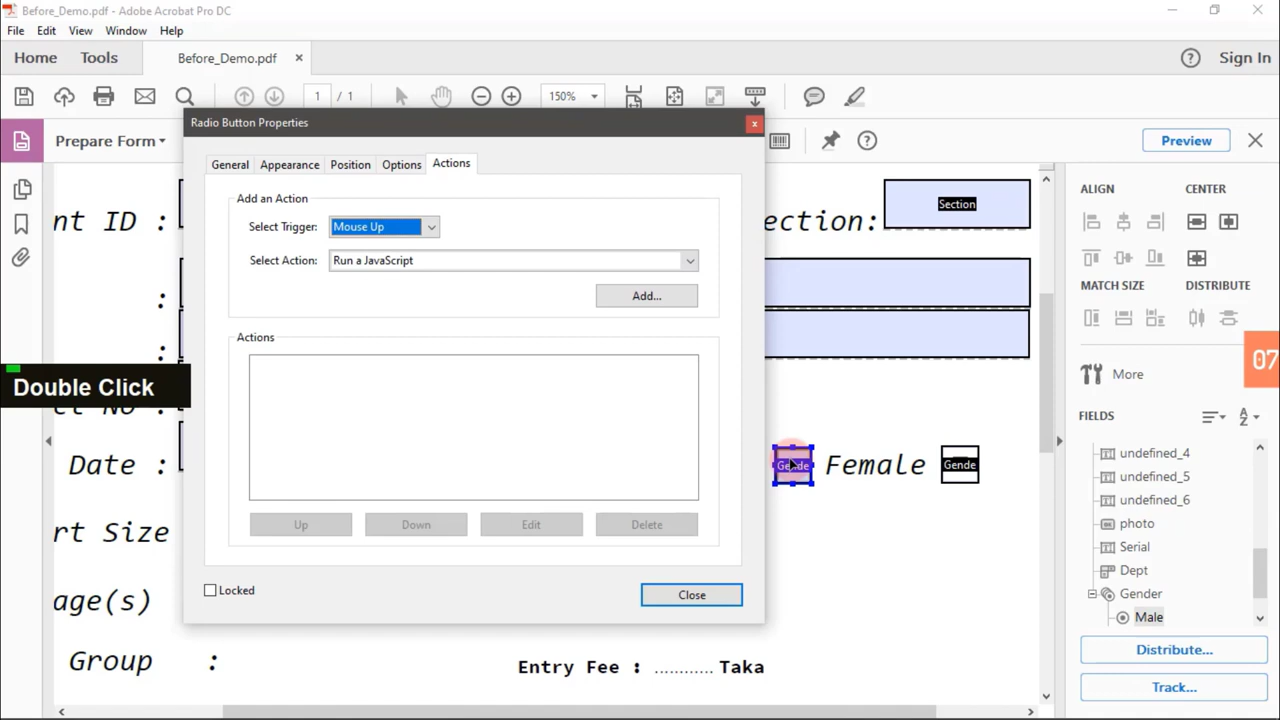 Before_Demo.pdf - Adobe Acrobat Pro DC
File Edit View Window Help
Home Tools Before_Demo.pdf × Sign In
1 / 1 150%
Prepare Form Preview
Radio Button Properties
General Appearance Position Options Actions
Add an Action
Select Trigger: Mouse Up
Select Action: Run a JavaScript
Add...
Actions
Up Down Edit Delete
Locked
Close
Double Click
nt ID :
ection: Section
:
:
Date :
Gende Female Gende
rt Size
age(s)
Group :
Entry Fee : ........... Taka
ALIGN CENTER
MATCH SIZE DISTRIBUTE
More
07
FIELDS
undefined_4
undefined_5
undefined_6
photo
Serial
Dept
Gender
Male
Distribute...
Track...